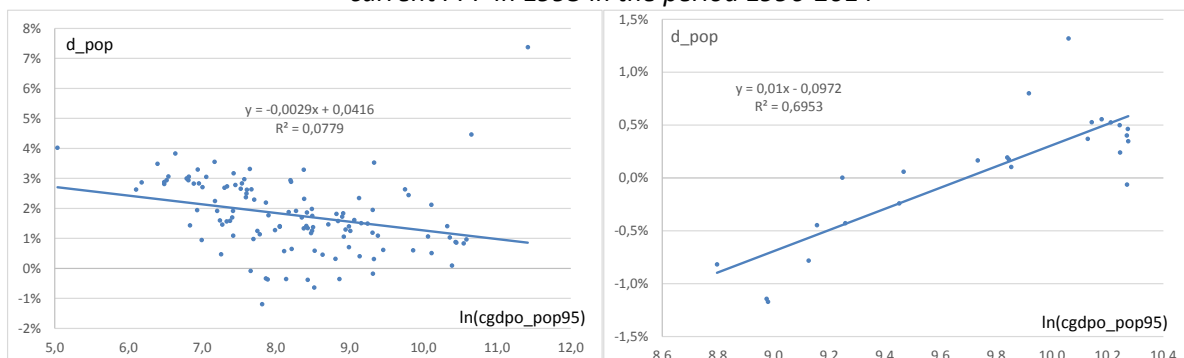 current PPP in 1995 in the period 1996-2014
8%
7%
6%
5%
4%
3%
2%
1%
0%
-1%
-2%
d_pop
y = -0,0029x + 0,0416
R² = 0,0779
ln(cgdpo_pop95)
5,0 6,0 7,0 8,0 9,0 10,0 11,0 12,0
1,5%
1,0%
0,5%
0,0%
-0,5%
-1,0%
-1,5%
d_pop
y = 0,01x - 0,0972
R² = 0,6953
ln(cgdpo_pop95)
8,6 8,8 9,0 9,2 9,4 9,6 9,8 10,0 10,2 10,4